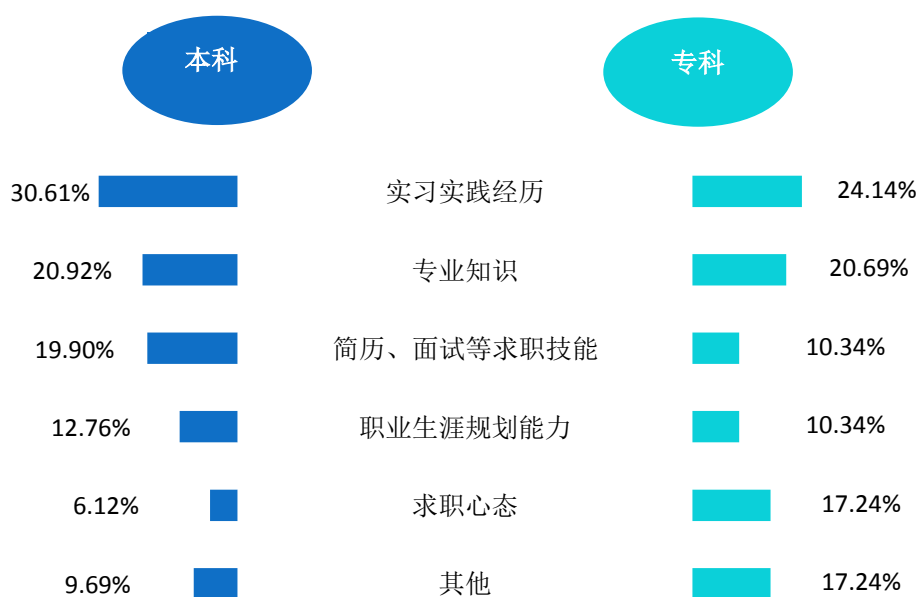 本科 专科
30.61% 实习实践经历 24.14%
20.92% 专业知识 20.69%
19.90% 简历、面试等求职技能 10.34%
12.76% 职业生涯规划能力 10.34%
6.12% 求职心态 17.24%
9.69% 其他 17.24%